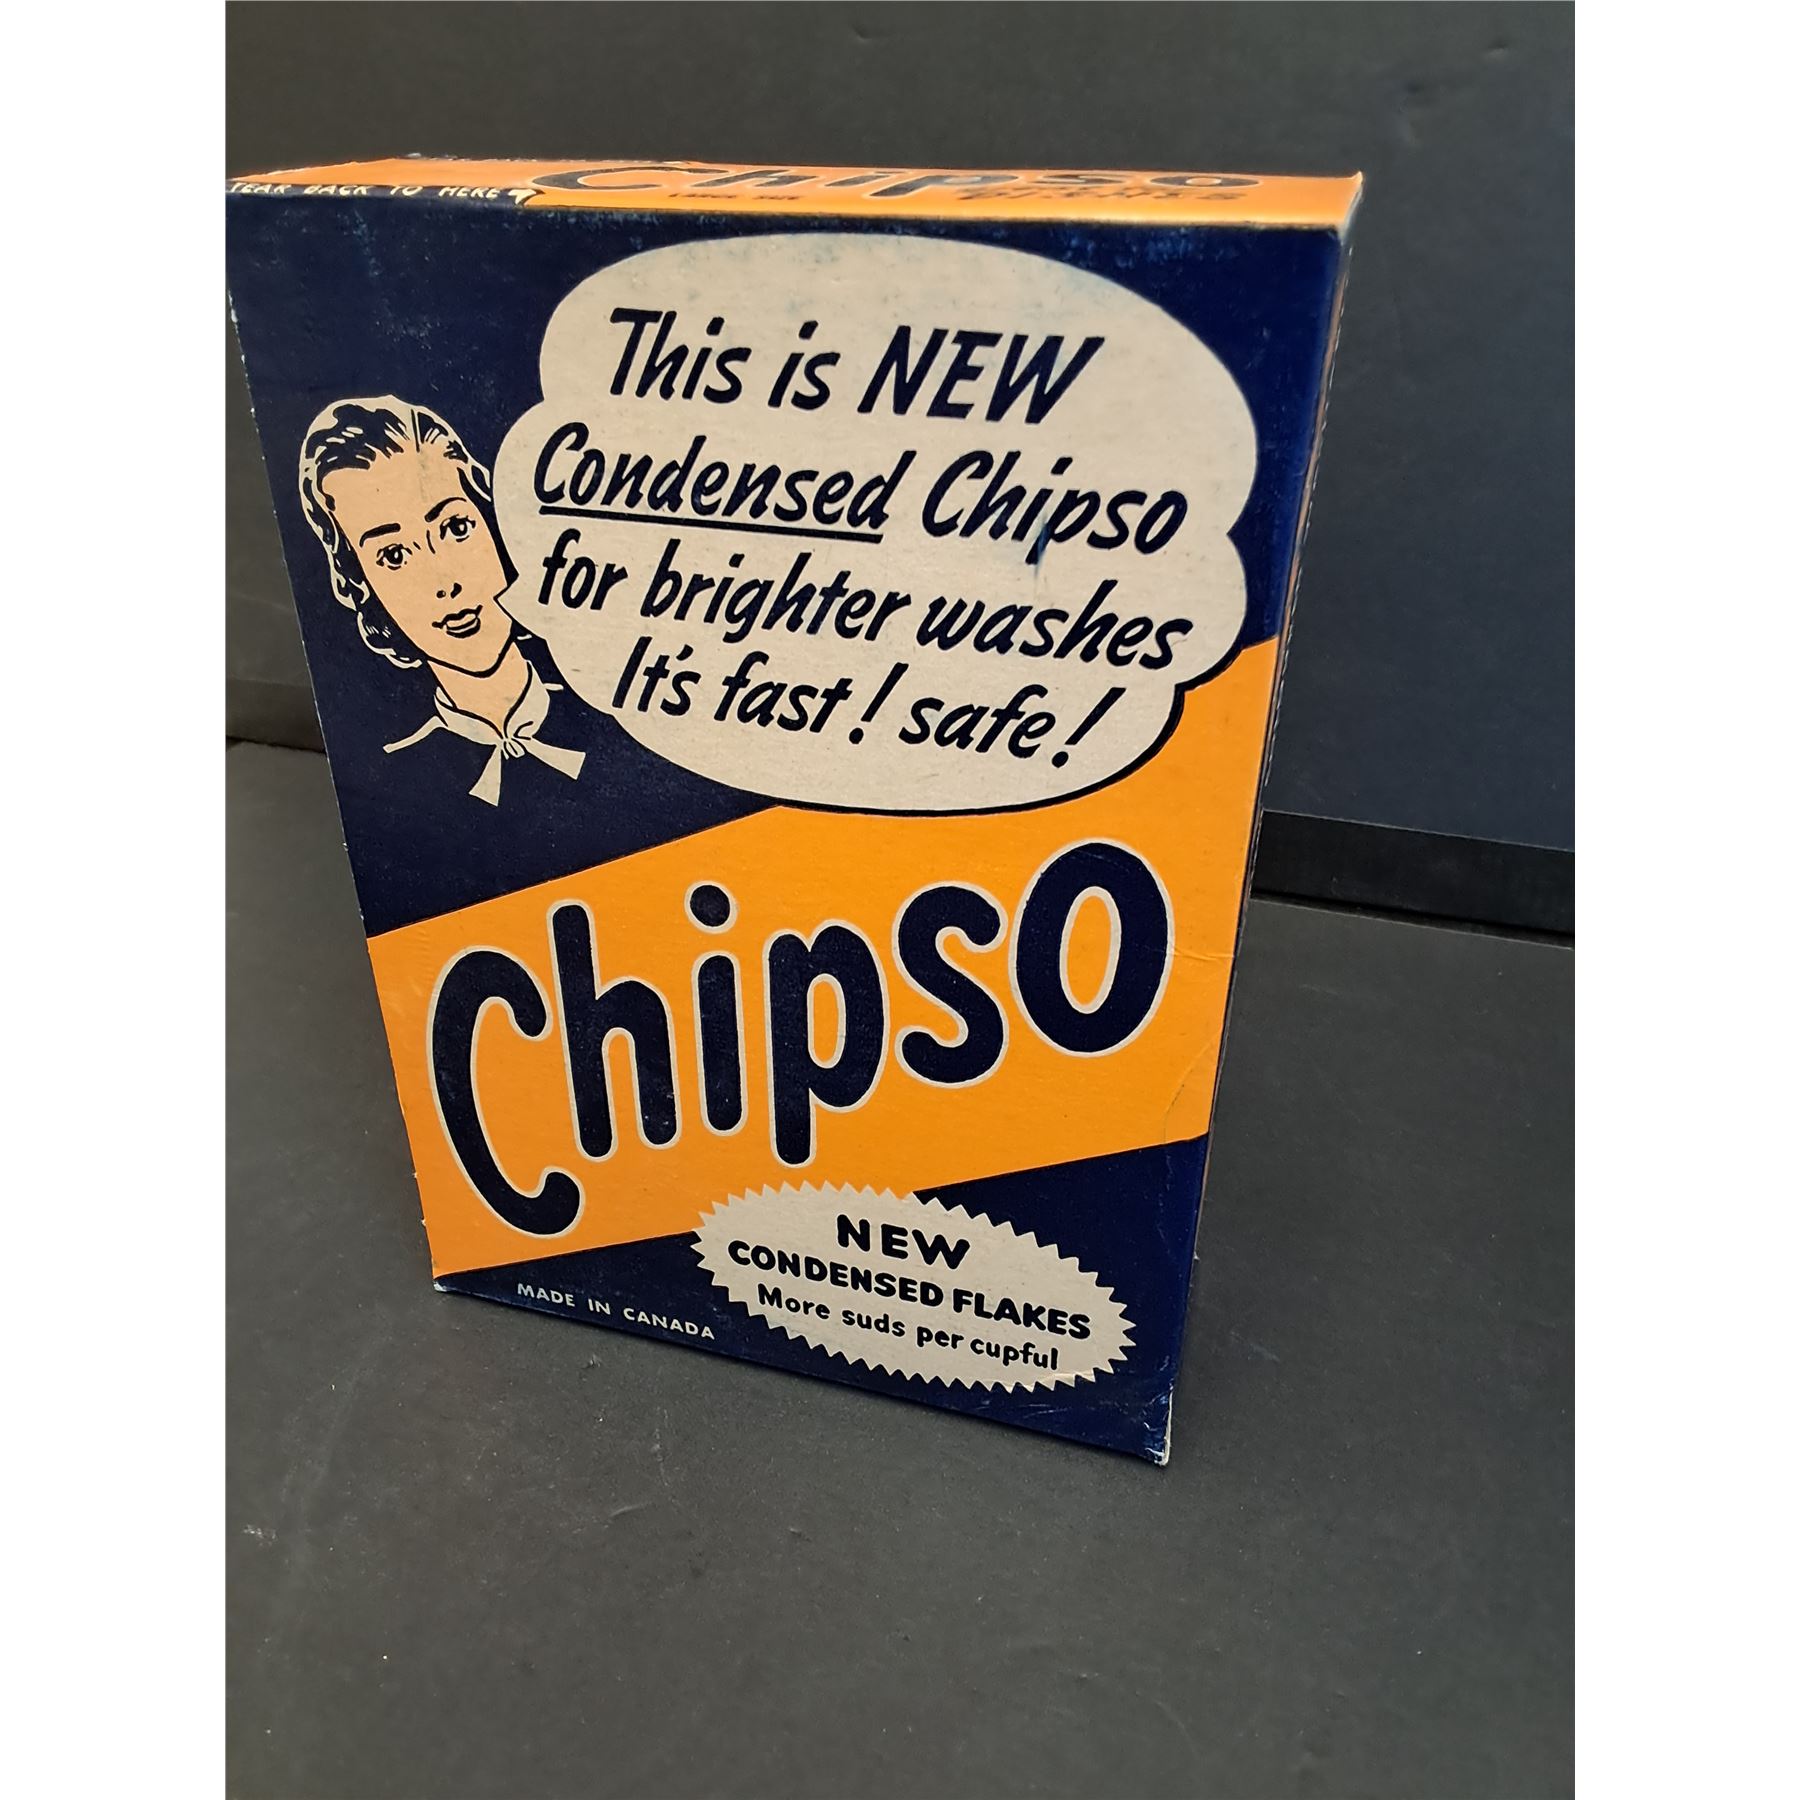 TEAR BACK TO HERE
Chipso
This is NEW
Condensed Chipso
for brighter washes
It's fast! safe!
Chipso
NEW
CONDENSED FLAKES
More suds per cupful
MADE IN CANADA